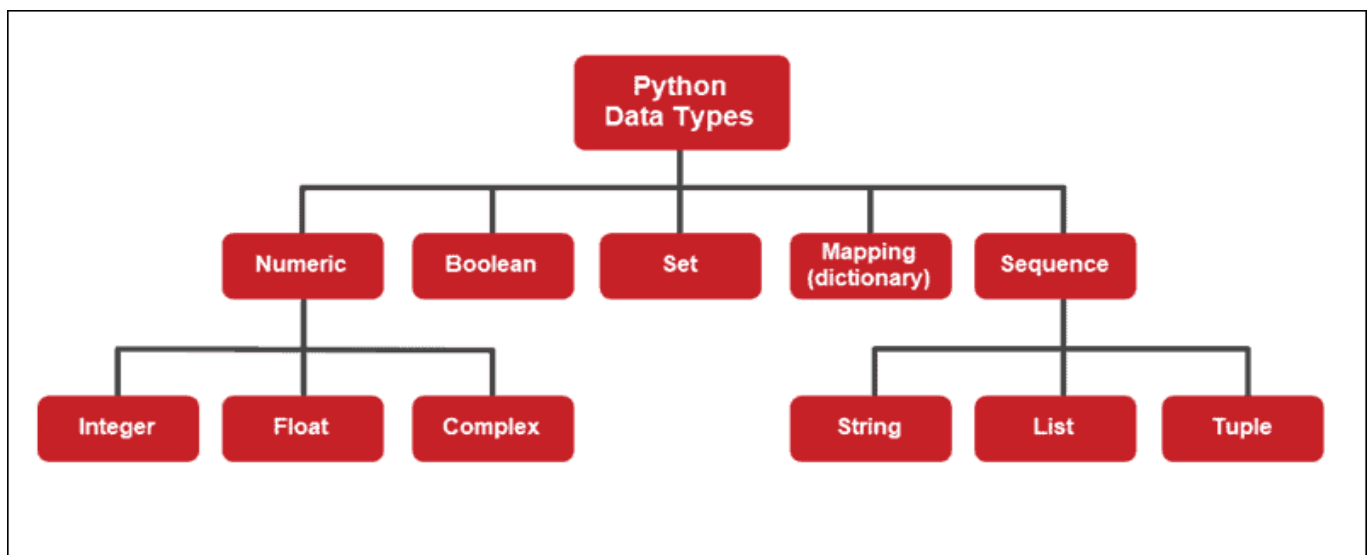 Python
Data Types
Numeric
Boolean
Set
Mapping
(dictionary)
Sequence
Integer
Float
Complex
String
List
Tuple